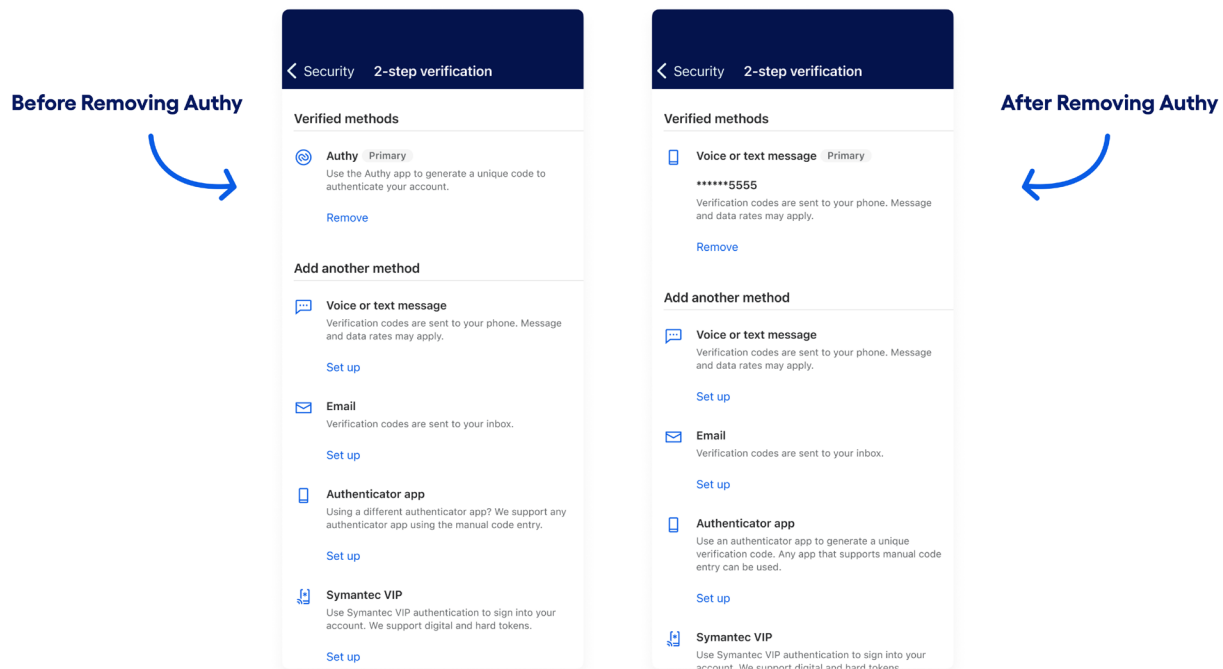 Before Removing Authy
Security 2-step verification
Verified methods
Authy Primary
Use the Authy app to generate a unique code to
authenticate your account.
Remove
Add another method
Voice or text message
Verification codes are sent to your phone. Message
and data rates may apply.
Set up
Email
Verification codes are sent to your inbox.
Set up
Authenticator app
Using a different authenticator app? We support any
authenticator app using the manual code entry.
Set up
Symantec VIP
Use Symantec VIP authentication to sign into your
account. We support digital and hard tokens.
Set up
After Removing Authy
Security 2-step verification
Verified methods
Voice or text message Primary
******5555
Verification codes are sent to your phone. Message
and data rates may apply.
Remove
Add another method
Voice or text message
Verification codes are sent to your phone. Message
and data rates may apply.
Set up
Email
Verification codes are sent to your inbox.
Set up
Authenticator app
Use an authenticator app to generate a unique
verification code. Any app that supports manual code
entry can be used.
Set up
Symantec VIP
Use Symantec VIP authentication to sign into your
account. We support digital and hard tokens.